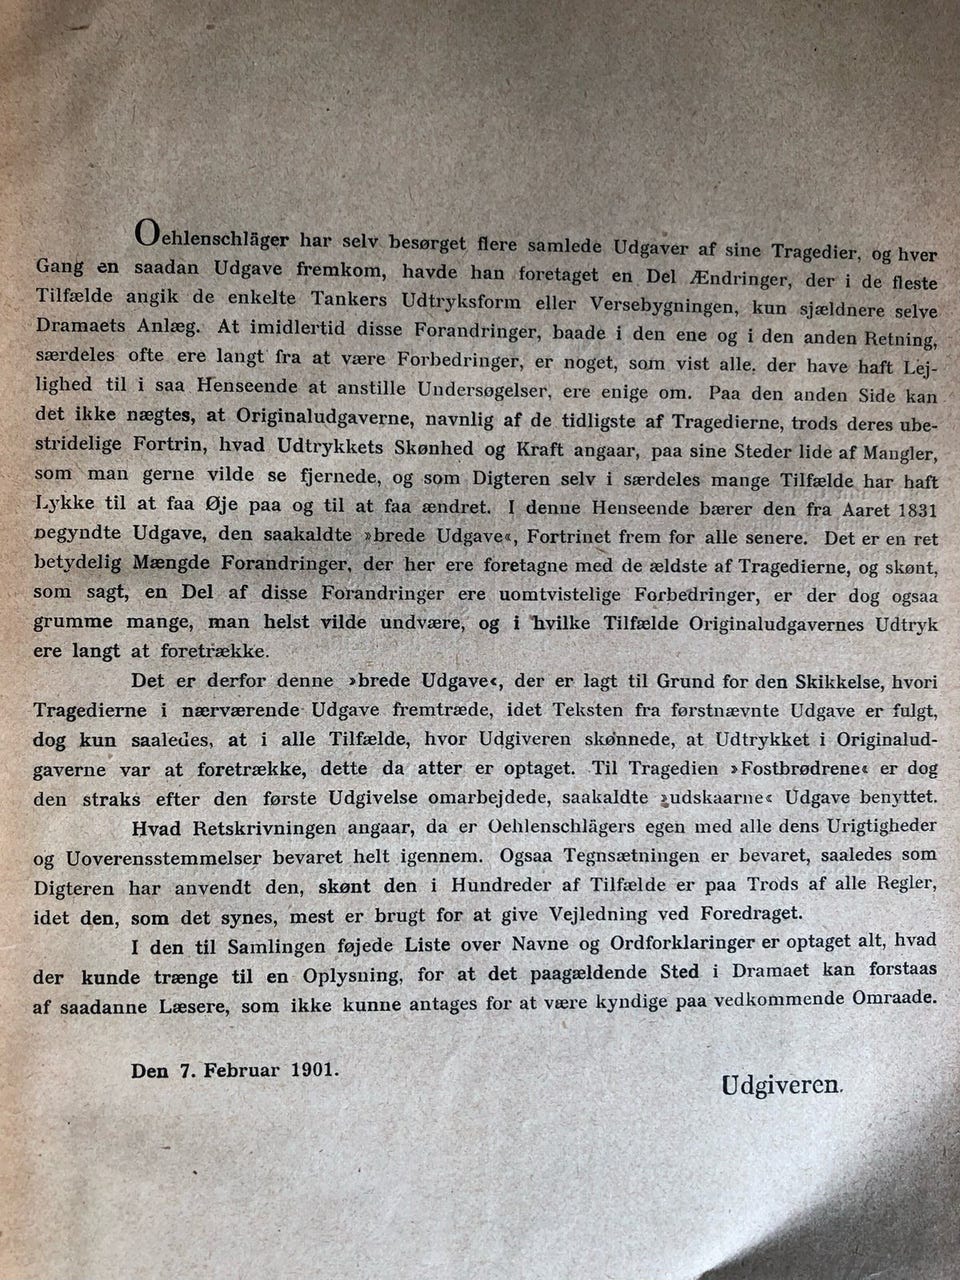 Oehlenschläger har selv besørget flere samlede Udgaver af sine Tragedier, og hver
Gang en saadan Udgave fremkom, havde han foretaget en Del Ændringer, der i de fleste
Tilfælde angik de enkelte Tankers Udtryksform eller Versebygningen, kun sjældnere selve
Dramaets Anlæg. At imidlertid disse Forandringer, baade i den ene og i den anden Retning,
særdeles ofte ere langt fra at være Forbedringer, er noget, som vist alle, der have haft Lej-
lighed til i saa Henseende at anstille Undersøgelser, ere enige om. Paa den anden Side kan
det ikke nægtes, at Originaludgaverne, navnlig af de tidligste af Tragedierne, trods deres ube-
stridelige Fortrin, hvad Udtrykkets Skønhed og Kraft angaar, paa sine Steder lide af Mangler,
som man gerne vilde se fjernede, og som Digteren selv i særdeles mange Tilfælde har haft
Lykke til at faa Øje paa og til at faa ændret. I denne Henseende bærer den fra Aaret 1831
begyndte Udgave, den saakaldte »brede Udgave«, Fortrinet frem for alle senere. Det er en ret
betydelig Mængde Forandringer, der her ere foretagne med de ældste af Tragedierne, og skønt,
som sagt, en Del af disse Forandringer ere uomtvistelige Forbedringer, er der dog ogsaa
grumme mange, man helst vilde undvære, og i hvilke Tilfælde Originaludgavernes Udtryk
ere langt at foretrække.
Det er derfor denne »brede Udgave«, der er lagt til Grund for den Skikkelse, hvori
Tragedierne i nærværende Udgave fremtræde, idet Teksten fra førstnævnte Udgave er fulgt,
dog kun saaledes, at i alle Tilfælde, hvor Udgiveren skønnede, at Udtrykket i Originalud-
gaverne var at foretrække, dette da atter er optaget. Til Tragedien »Fostbrødrene« er dog
den straks efter den første Udgivelse omarbejdede, saakaldte »udskaarne« Udgave benyttet.
Hvad Retskrivningen angaar, da er Oehlenschlägers egen med alle dens Urigtigheder
og Uoverensstemmelser bevaret helt igennem. Ogsaa Tegnsætningen er bevaret, saaledes som
Digteren har anvendt den, skønt den i Hundreder af Tilfælde er paa Trods af alle Regler,
idet den, som det synes, mest er brugt for at give Vejledning ved Foredraget.
I den til Samlingen føjede Liste over Navne og Ordforklaringer er optaget alt, hvad
der kunde trænge til en Oplysning, for at det paagældende Sted i Dramaet kan forstaas
af saadanne Læsere, som ikke kunne antages for at være kyndige paa vedkommende Omraade.
Den 7. Februar 1901.
Udgiveren.